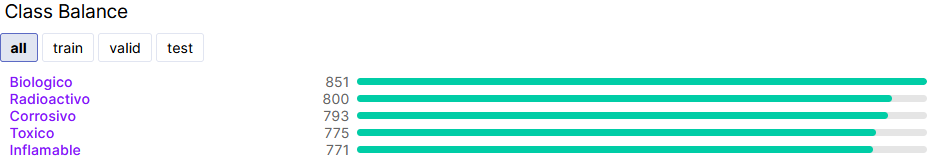 Class Balance
all train valid test
Biologico 851
Radioactivo 800
Corrosivo 793
Toxico 775
Inflamable 771